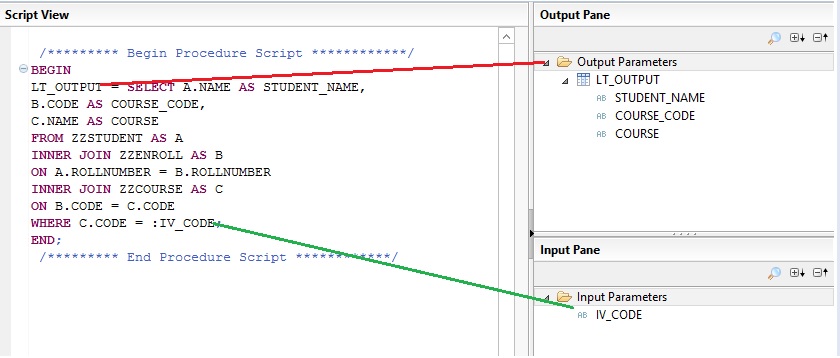 Script View
/********* Begin Procedure Script ************/
BEGIN
LT_OUTPUT = SELECT A.NAME AS STUDENT_NAME,
B.CODE AS COURSE_CODE,
C.NAME AS COURSE
FROM ZZSTUDENT AS A
INNER JOIN ZZENROLL AS B
ON A.ROLLNUMBER = B.ROLLNUMBER
INNER JOIN ZZCOURSE AS C
ON B.CODE = C.CODE
WHERE C.CODE = :IV_CODE;
END;
/********* End Procedure Script ************/
Output Pane
Output Parameters
LT_OUTPUT
AB STUDENT_NAME
AB COURSE_CODE
AB COURSE
Input Pane
Input Parameters
AB IV_CODE